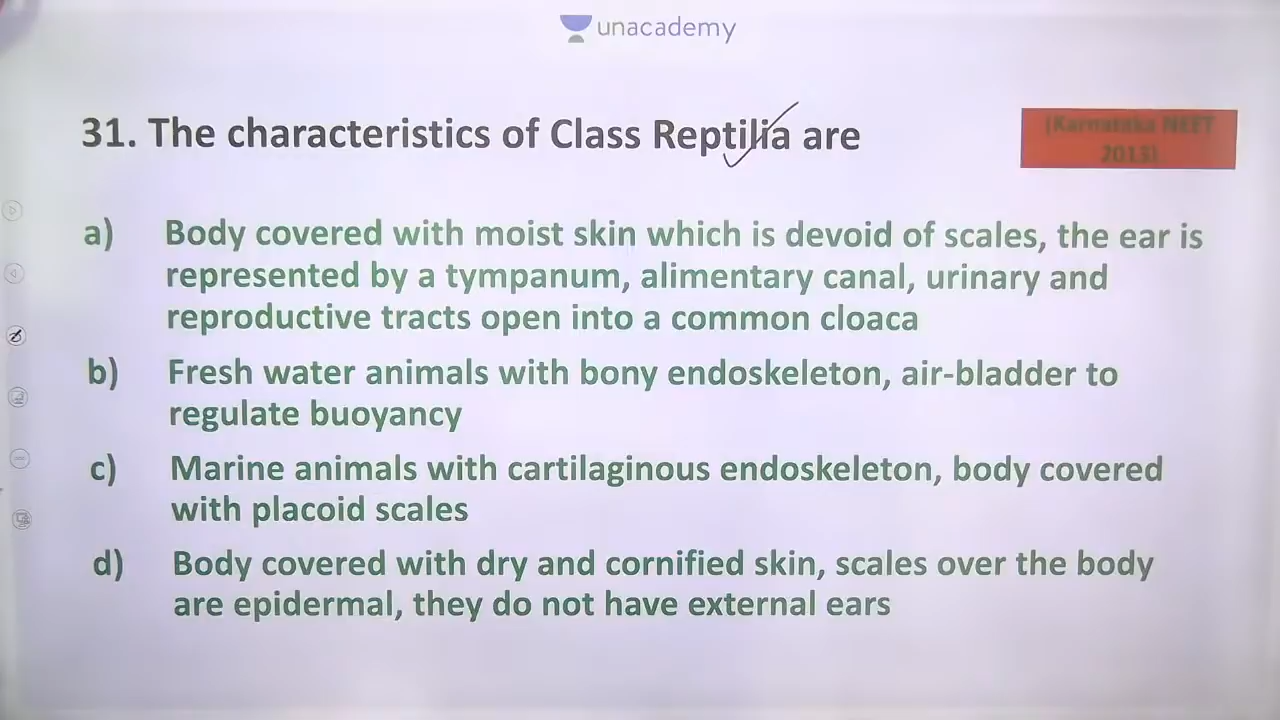 unacademy
31. The characteristics of Class Reptilia are
(Karnataka NEET
2013)
a) Body covered with moist skin which is devoid of scales, the ear is
represented by a tympanum, alimentary canal, urinary and
reproductive tracts open into a common cloaca
b) Fresh water animals with bony endoskeleton, air-bladder to
regulate buoyancy
c) Marine animals with cartilaginous endoskeleton, body covered
with placoid scales
d) Body covered with dry and cornified skin, scales over the body
are epidermal, they do not have external ears